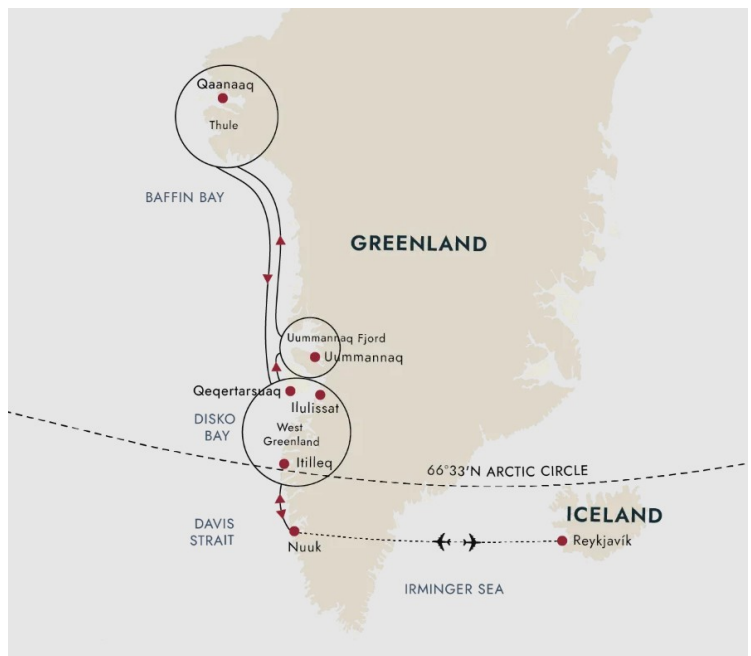 Qaanaaq
Thule
BAFFIN BAY
GREENLAND
Uummannaq Fjord
Uummannaq
Qeqertarsuaq
Ilulissat
DISKO
BAY
West
Greenland
Itilleq
66°33'N ARCTIC CIRCLE
ICELAND
DAVIS
STRAIT
Nuuk
Reykjavík
IRMINGER SEA